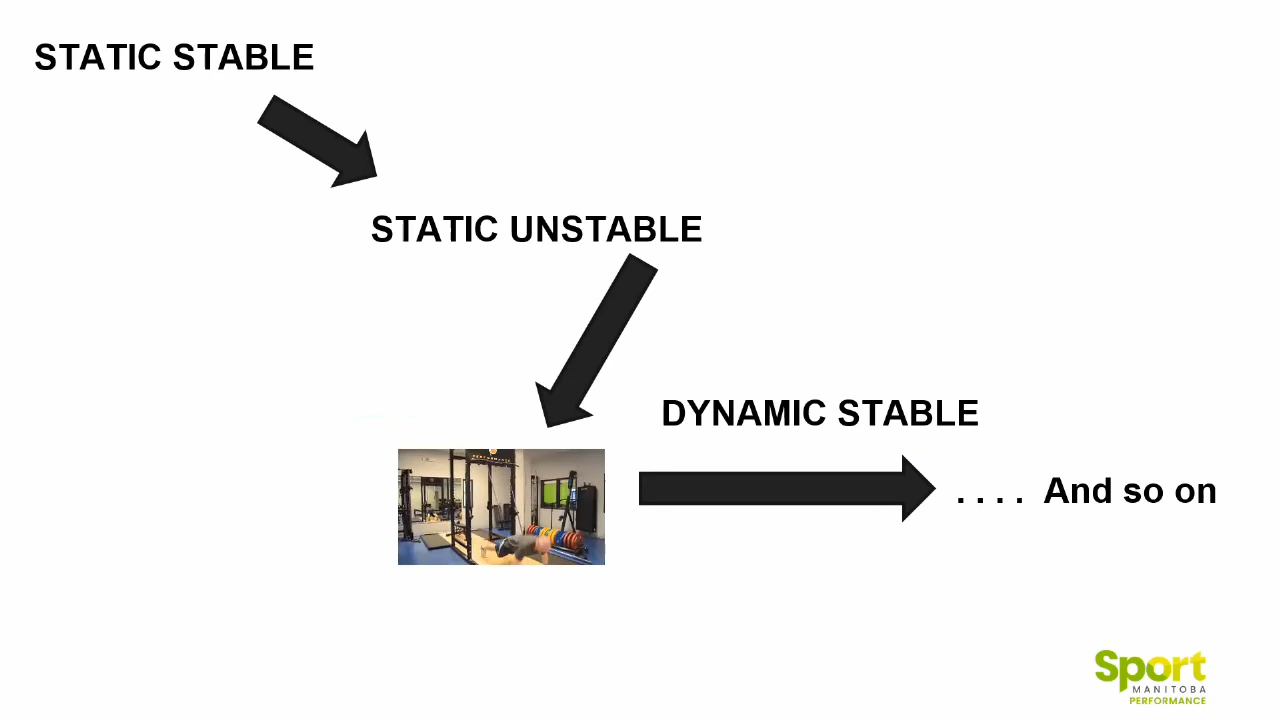 STATIC STABLE
STATIC UNSTABLE
DYNAMIC STABLE
. . . . And so on
Sport
MANITOBA
PERFORMANCE